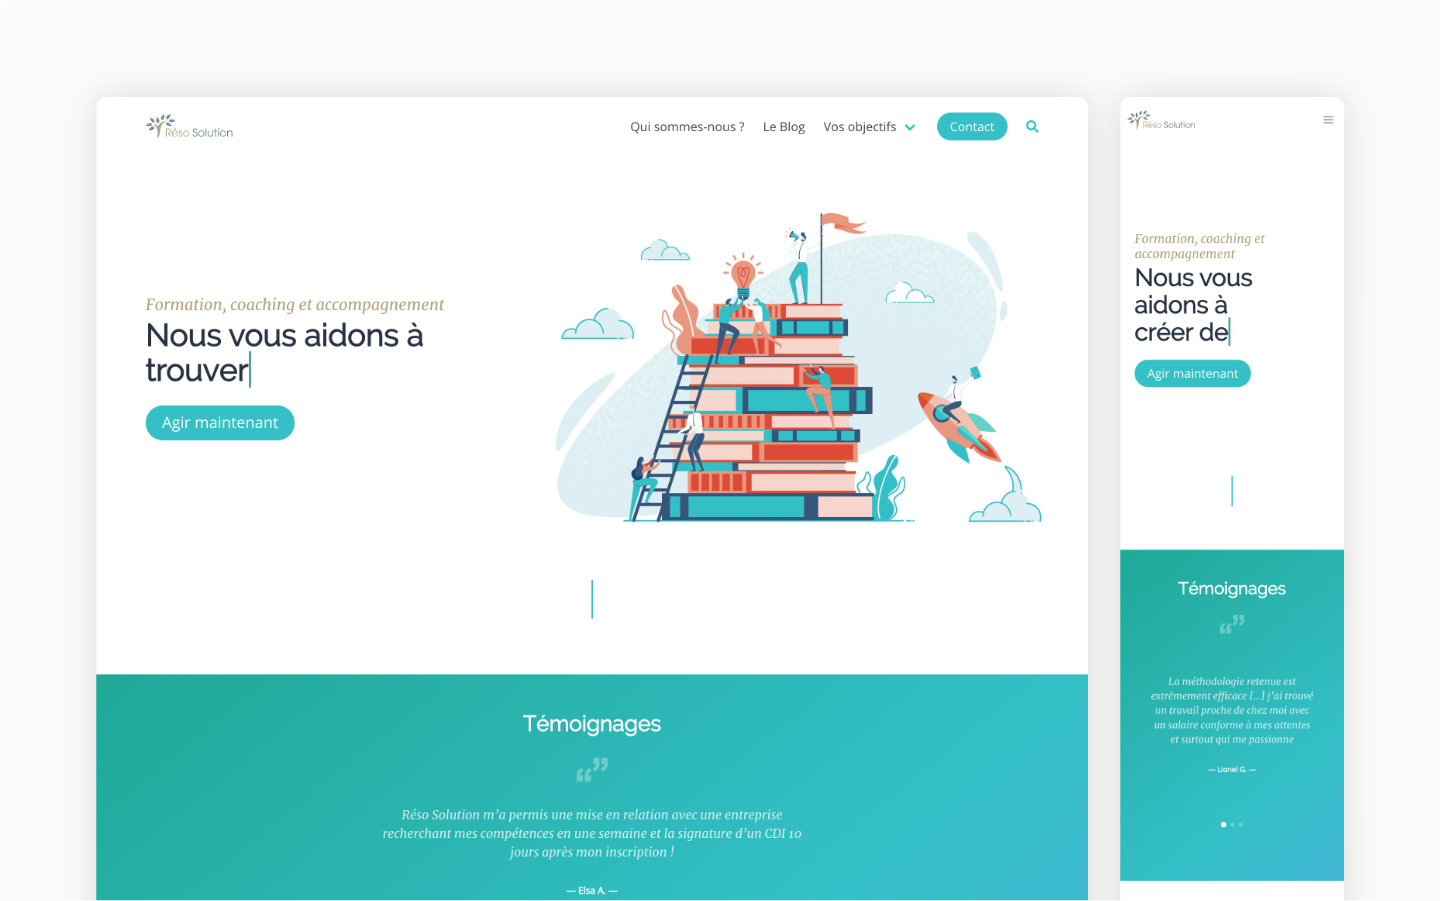 Réso Solution
Qui sommes-nous ? Le Blog Vos objectifs Contact
Formation, coaching et accompagnement
Nous vous aidons à
trouver
Agir maintenant
Témoignages
“”
Réso Solution m’a permis une mise en relation avec une entreprise
recherchant mes compétences en une semaine et la signature d’un CDI 10
jours après mon inscription !
— Elsa A. —
Réso Solution
Formation, coaching et
accompagnement
Nous vous
aidons à
créer de
Agir maintenant
Témoignages
“”
La méthodologie retenue est
extrémement efficace [...] j’ai trouvé
un travail proche de chez moi avec
un salaire conforme à mes attentes
et surtout qui me passionne
— Lionel G. —